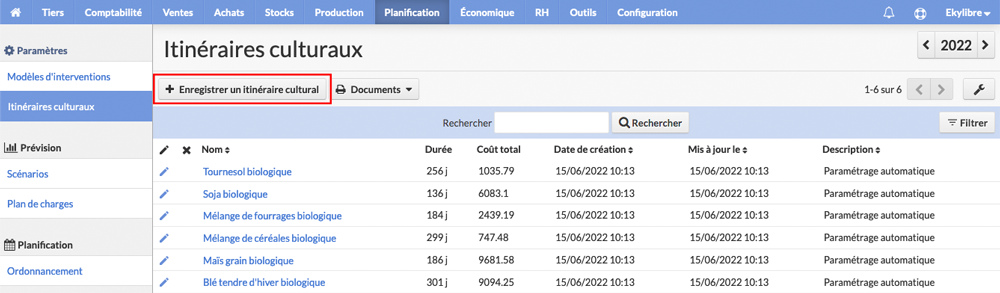 Tiers Comptabilité Ventes Achats Stocks Production Planification Économique RH Outils Configuration Ekylibre
Paramètres
Modèles d'interventions
Itinéraires culturaux
Prévision
Scénarios
Plan de charges
Planification
Ordonnancement
Itinéraires culturaux
2022
Enregistrer un itinéraire cultural Documents 1-6 sur 6
Rechercher Rechercher Filtrer
Nom Durée Coût total Date de création Mis à jour le Description
Tournesol biologique 256 j 1035.79 15/06/2022 10:13 15/06/2022 10:13 Paramétrage automatique
Soja biologique 136 j 6083.1 15/06/2022 10:13 15/06/2022 10:13 Paramétrage automatique
Mélange de fourrages biologique 184 j 2439.19 15/06/2022 10:13 15/06/2022 10:13 Paramétrage automatique
Mélange de céréales biologique 299 j 747.48 15/06/2022 10:13 15/06/2022 10:13 Paramétrage automatique
Maïs grain biologique 186 j 9681.58 15/06/2022 10:13 15/06/2022 10:13 Paramétrage automatique
Blé tendre d'hiver biologique 301 j 9094.25 15/06/2022 10:13 15/06/2022 10:13 Paramétrage automatique